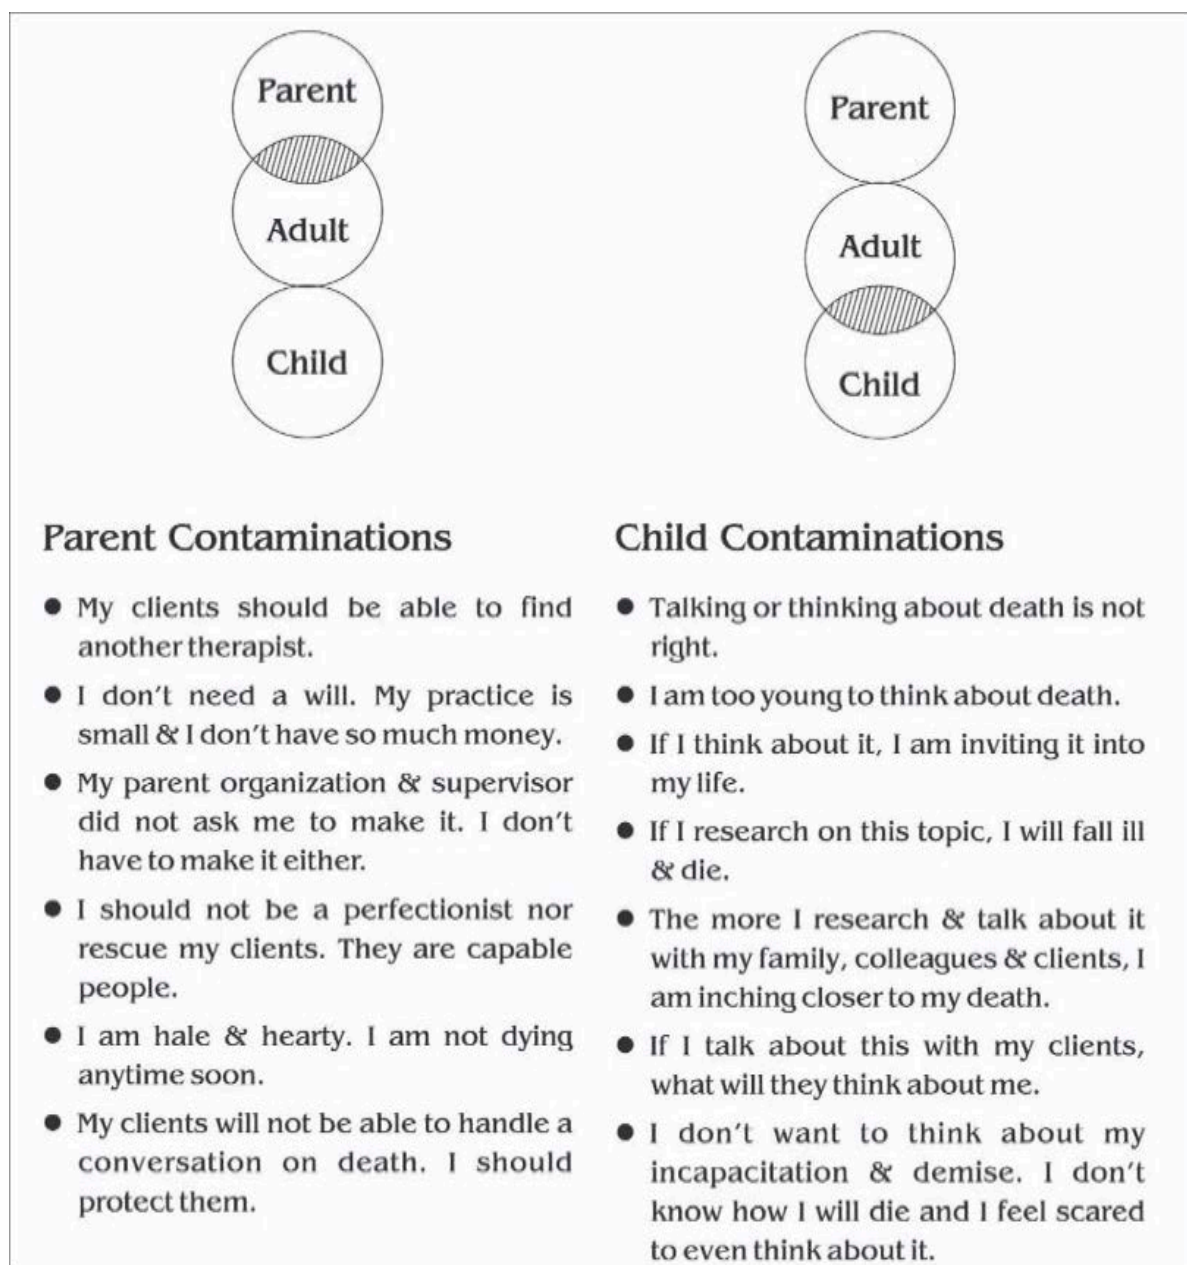 Parent
Adult
Child
Parent
Adult
Child
Parent Contaminations
● My clients should be able to find
another therapist.
● I don't need a will. My practice is
small & I don't have so much money.
● My parent organization & supervisor
did not ask me to make it. I don't
have to make it either.
● I should not be a perfectionist nor
rescue my clients. They are capable
people.
● I am hale & hearty. I am not dying
anytime soon.
● My clients will not be able to handle a
conversation on death. I should
protect them.
Child Contaminations
● Talking or thinking about death is not
right.
● I am too young to think about death.
● If I think about it, I am inviting it into
my life.
● If I research on this topic, I will fall ill
& die.
● The more I research & talk about it
with my family, colleagues & clients, I
am inching closer to my death.
● If I talk about this with my clients,
what will they think about me.
● I don't want to think about my
incapacitation & demise. I don't
know how I will die and I feel scared
to even think about it.